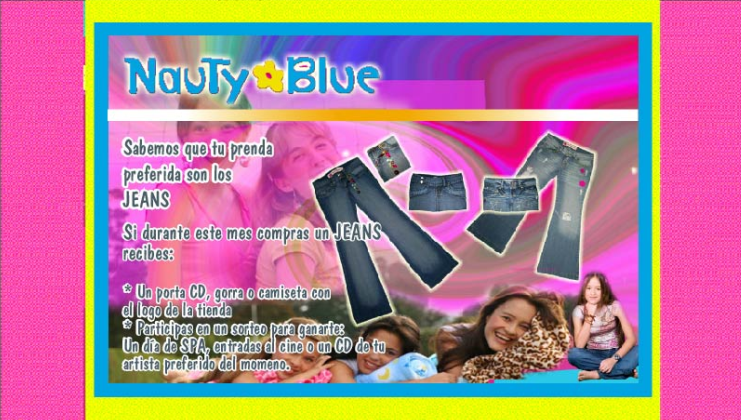 Nauty Blue
Sabemos que tu prenda
preferida son los
JEANS
Si durante este mes compras un JEANS
recibes:
* Un porta CD, gorra o camiseta con
el logo de la tienda
* Participas en un sorteo para ganarte:
Un día de SPA, entradas al cine o un CD de tu
artista preferido del momeno.